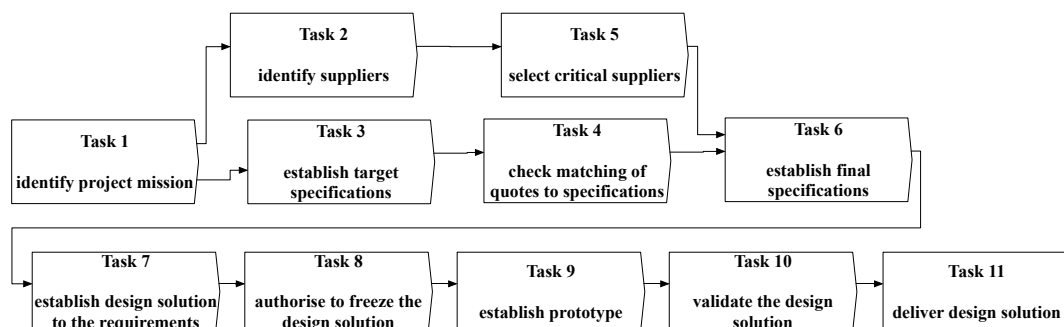 Task 2
identify suppliers
Task 5
select critical suppliers
Task 1
identify project mission
Task 3
establish target
specifications
Task 4
check matching of
quotes to specifications
Task 6
establish final
specifications
Task 7
establish design solution
to the requirements
Task 8
authorise to freeze the
design solution
Task 9
establish prototype
Task 10
validate the design
solution
Task 11
deliver design solution